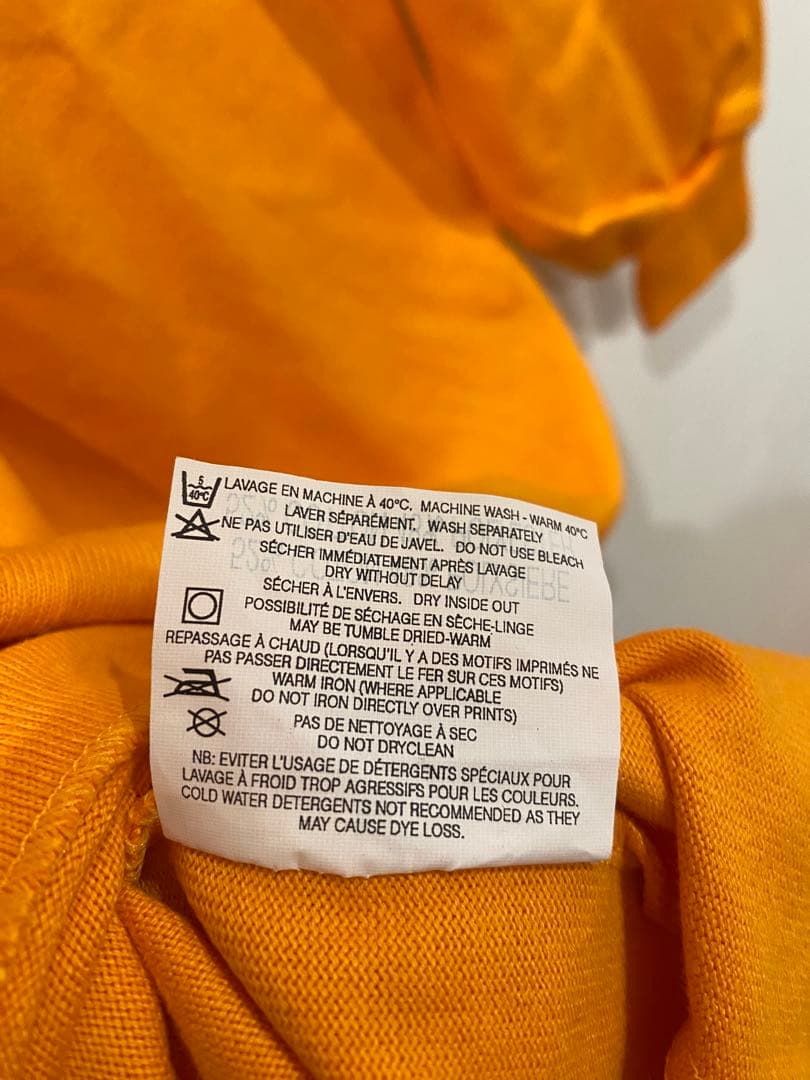 5
40°C
LAVAGE EN MACHINE À 40°C. MACHINE WASH - WARM 40°C
LAVER SÉPARÉMENT. WASH SEPARATELY
NE PAS UTILISER D'EAU DE JAVEL. DO NOT USE BLEACH
SÉCHER IMMÉDIATEMENT APRÈS LAVAGE
DRY WITHOUT DELAY
SÉCHER À L'ENVERS. DRY INSIDE OUT
POSSIBILITÉ DE SÉCHAGE EN SÈCHE-LINGE
MAY BE TUMBLE DRIED-WARM
REPASSAGE À CHAUD (LORSQU'IL Y A DES MOTIFS IMPRIMÉS NE
PAS PASSER DIRECTEMENT LE FER SUR CES MOTIFS)
WARM IRON (WHERE APPLICABLE
DO NOT IRON DIRECTLY OVER PRINTS)
PAS DE NETTOYAGE À SEC
DO NOT DRYCLEAN
NB: EVITER L'USAGE DE DÉTERGENTS SPÉCIAUX POUR
LAVAGE À FROID TROP AGRESSIFS POUR LES COULEURS.
COLD WATER DETERGENTS NOT RECOMMENDED AS THEY
MAY CAUSE DYE LOSS.